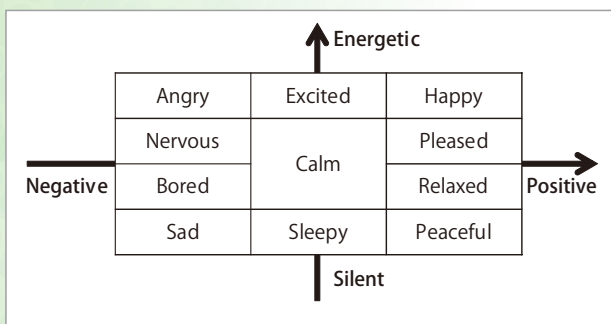 Energetic
Angry Excited Happy
Nervous Pleased
Calm
Negative Bored Relaxed Positive
Sad Sleepy Peaceful
Silent